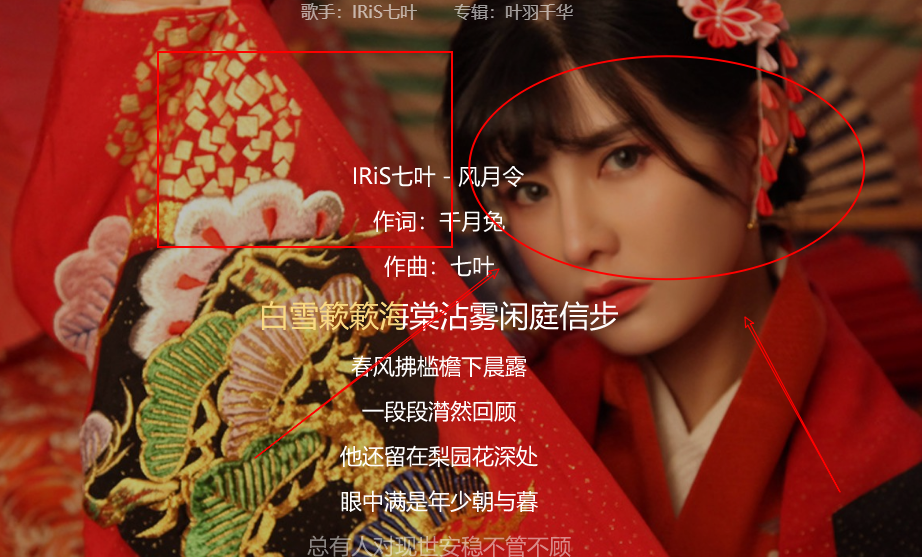 歌手：IRiS七叶 专辑：叶羽千华
IRiS七叶 - 风月令
作词：千月兔
作曲：七叶
白雪簌簌海棠沾雾闲庭信步
春风拂槛檐下晨露
一段段潸然回顾
他还留在梨园花深处
眼中满是年少朝与暮
总有人对现世安稳不管不顾